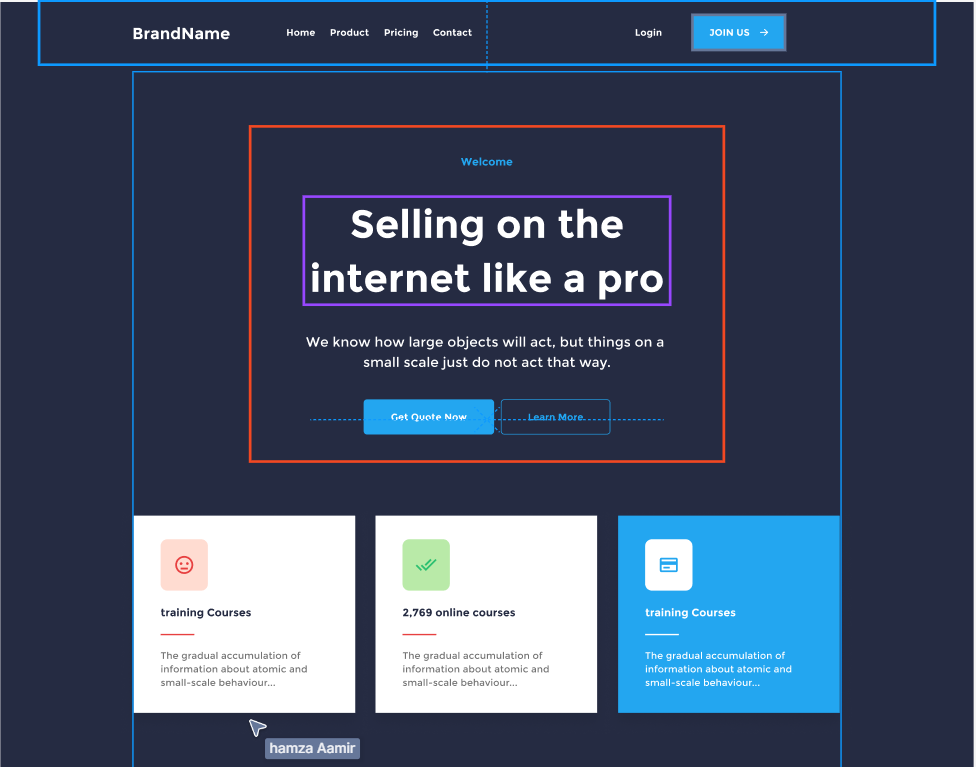 BrandName
Home Product Pricing Contact
Login
JOIN US
Welcome
Selling on the
internet like a pro
We know how large objects will act, but things on a
small scale just do not act that way.
Get Quote Now
Learn More
training Courses
The gradual accumulation of
information about atomic and
small-scale behaviour...
2,769 online courses
The gradual accumulation of
information about atomic and
small-scale behaviour...
training Courses
The gradual accumulation of
information about atomic and
small-scale behaviour...
hamza Aamir